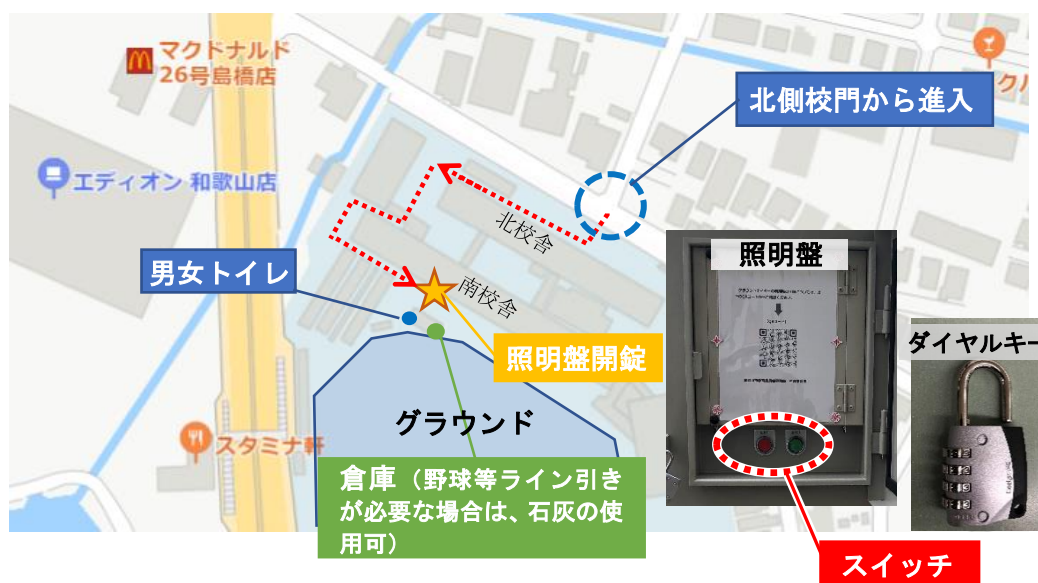 マクドナルド
26号島橋店
北側校門から進入
エディオン 和歌山店
北校舎
照明盤
男女トイレ
南校舎
ダイヤルキー
照明盤開錠
グラウンド
スタミナ軒
倉庫（野球等ライン引き
が必要な場合は、石灰の使
用可）
スイッチ